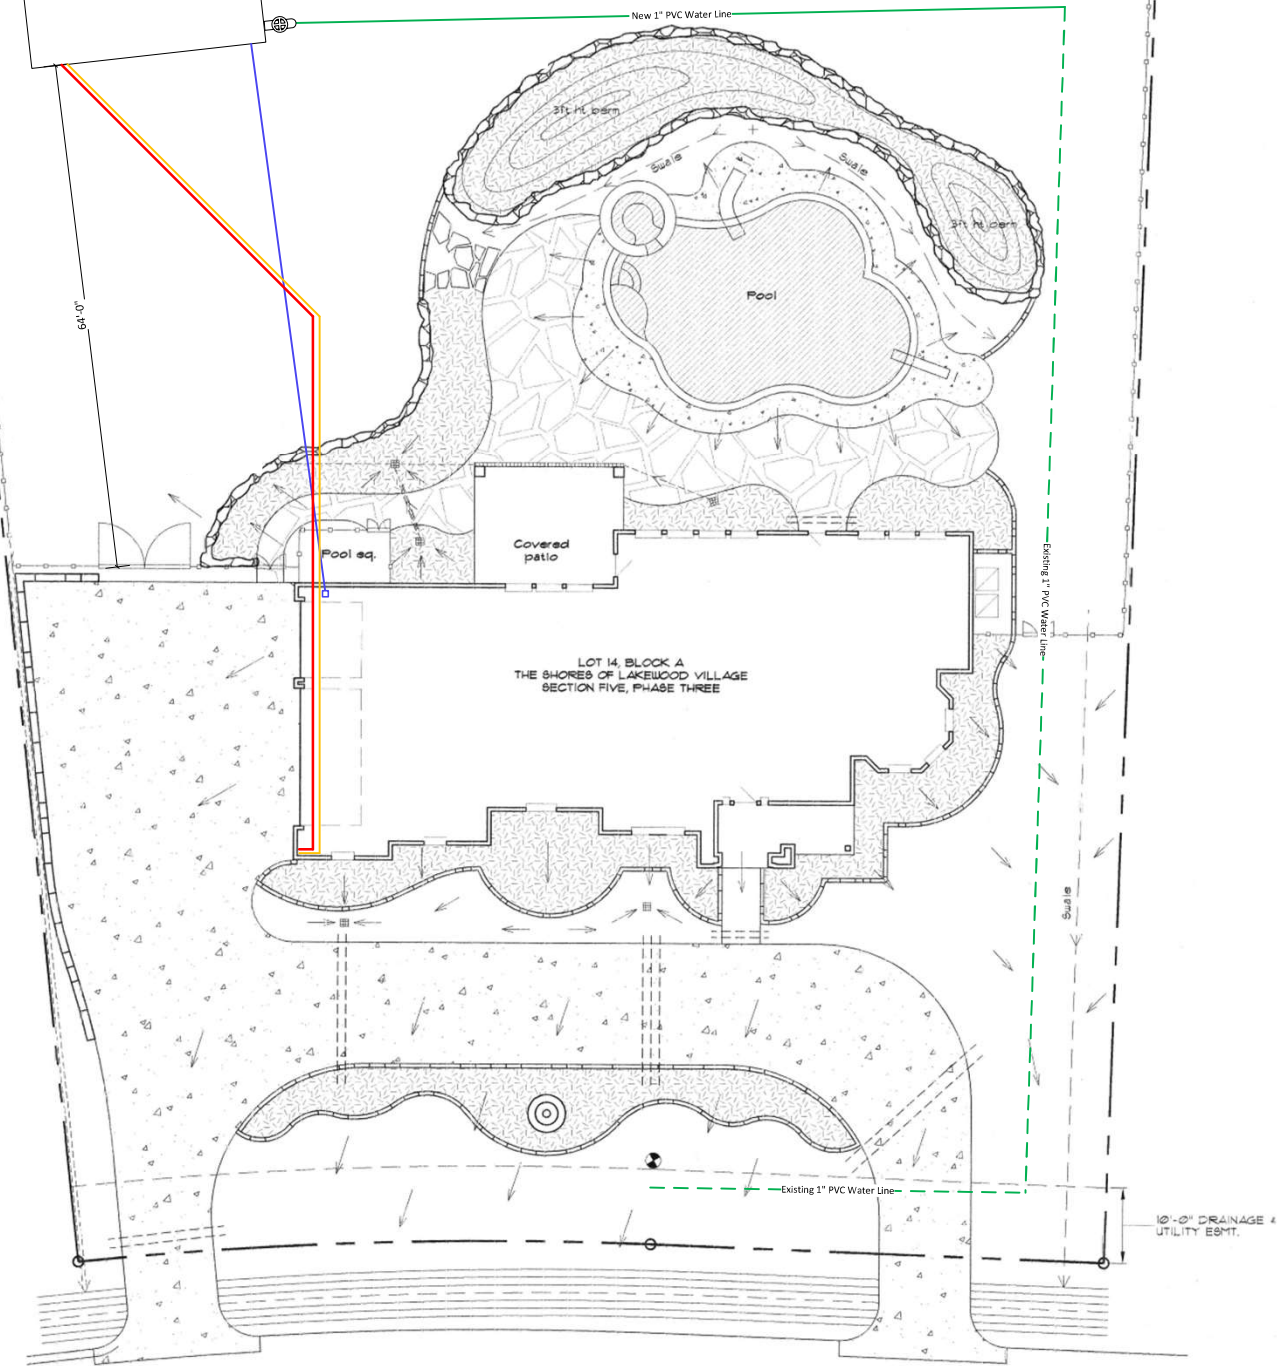 New 1" PVC Water Line
3ft ht berm
Swale
Swale
3ft ht berm
Pool
64'-0"
Pool eq.
Covered
patio
Existing 1" PVC Water Line
LOT 14, BLOCK A
THE SHORES OF LAKEWOOD VILLAGE
SECTION FIVE, PHASE THREE
Swale
Existing 1" PVC Water Line
10'-0" DRAINAGE &
UTILITY ESMT.